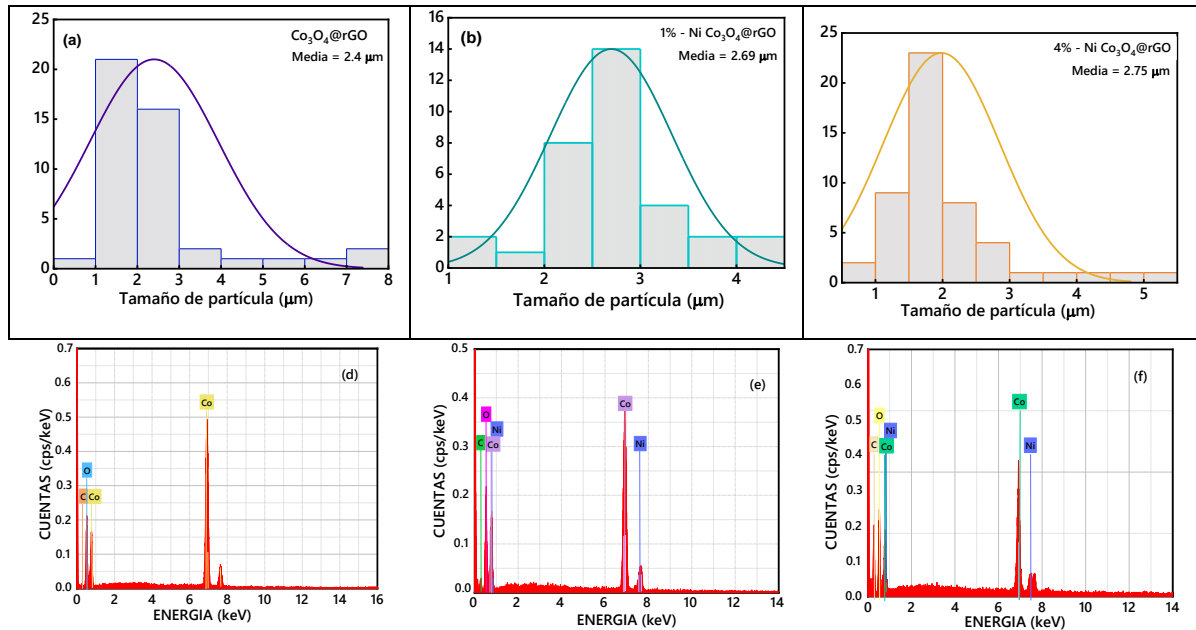 (a)
Co3O4@rGO
Media = 2.4 μm
25
20
15
10
5
0
0 1 2 3 4 5 6 7 8
Tamaño de partícula (μm)
(b)
1% - Ni Co3O4@rGO
Media = 2.69 μm
16
14
12
10
8
6
4
2
0
1 2 3 4
Tamaño de partícula (μm)
4% - Ni Co3O4@rGO
Media = 2.75 μm
25
20
15
10
5
0
1 2 3 4 5
Tamaño de partícula (μm)
(d)
CUENTAS (cps/keV)
0.7
0.6
0.5
0.4
0.3
0.2
0.1
0.0
Co
O
C Co
0 2 4 6 8 10 12 14 16
ENERGIA (keV)
(e)
CUENTAS (cps/keV)
0.5
0.4
0.3
0.2
0.1
0.0
Co
O
Ni
C Co
Ni
0 2 4 6 8 10 12 14
ENERGIA (keV)
(f)
CUENTAS (cps/keV)
0.7
0.6
0.5
0.4
0.3
0.2
0.1
0.0
Co
O
Ni
C Co
Ni
0 2 4 6 8 10 12 14
ENERGIA (keV)